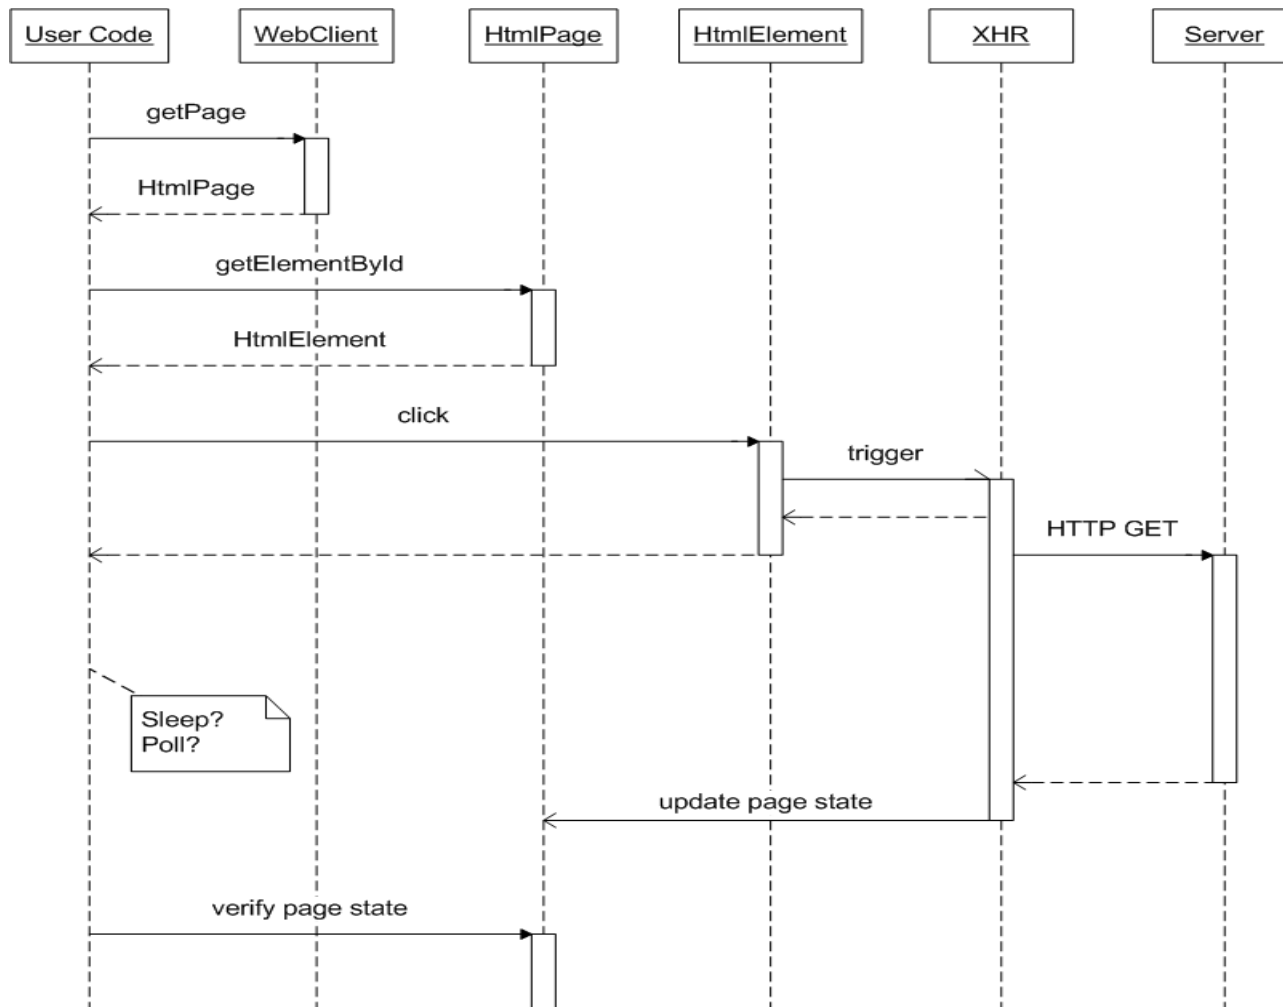 User Code
WebClient
HtmlPage
HtmlElement
XHR
Server
getPage
HtmlPage
getElementById
HtmlElement
click
trigger
HTTP GET
Sleep?
Poll?
update page state
verify page state